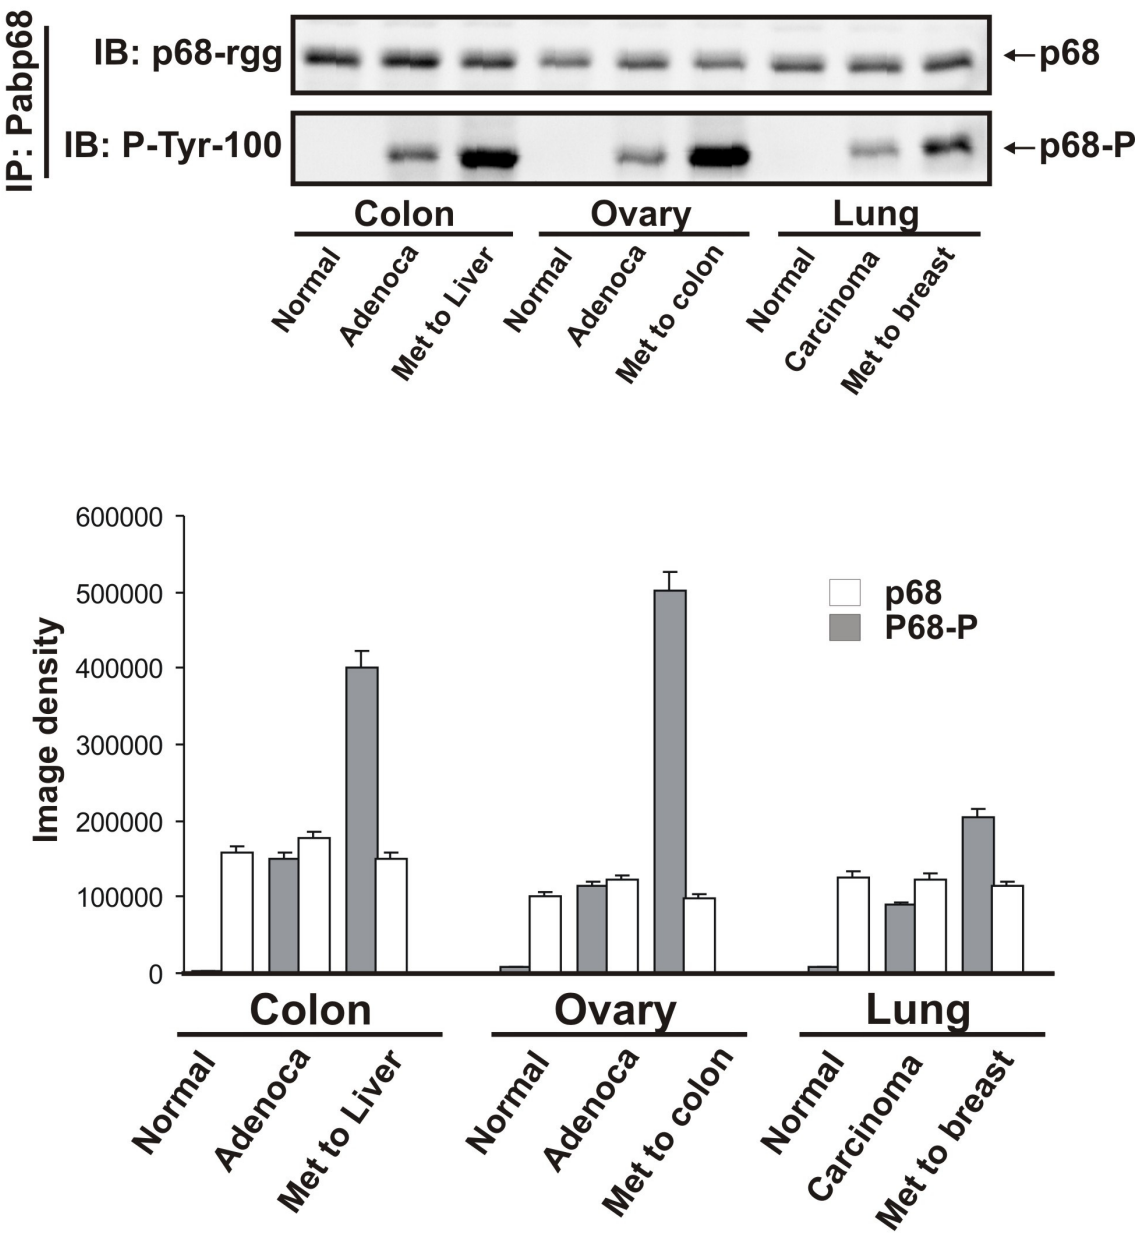 IP: Pabp68
IB: p68-rgg
←p68
IB: P-Tyr-100
←p68-P
Colon Ovary Lung
Normal Adenoca Met to Liver Normal Adenoca Met to colon Normal Carcinoma Met to breast
Image density
600000
500000
400000
300000
200000
100000
0
p68
P68-P
Colon Ovary Lung
Normal Adenoca Met to Liver Normal Adenoca Met to colon Normal Carcinoma Met to breast